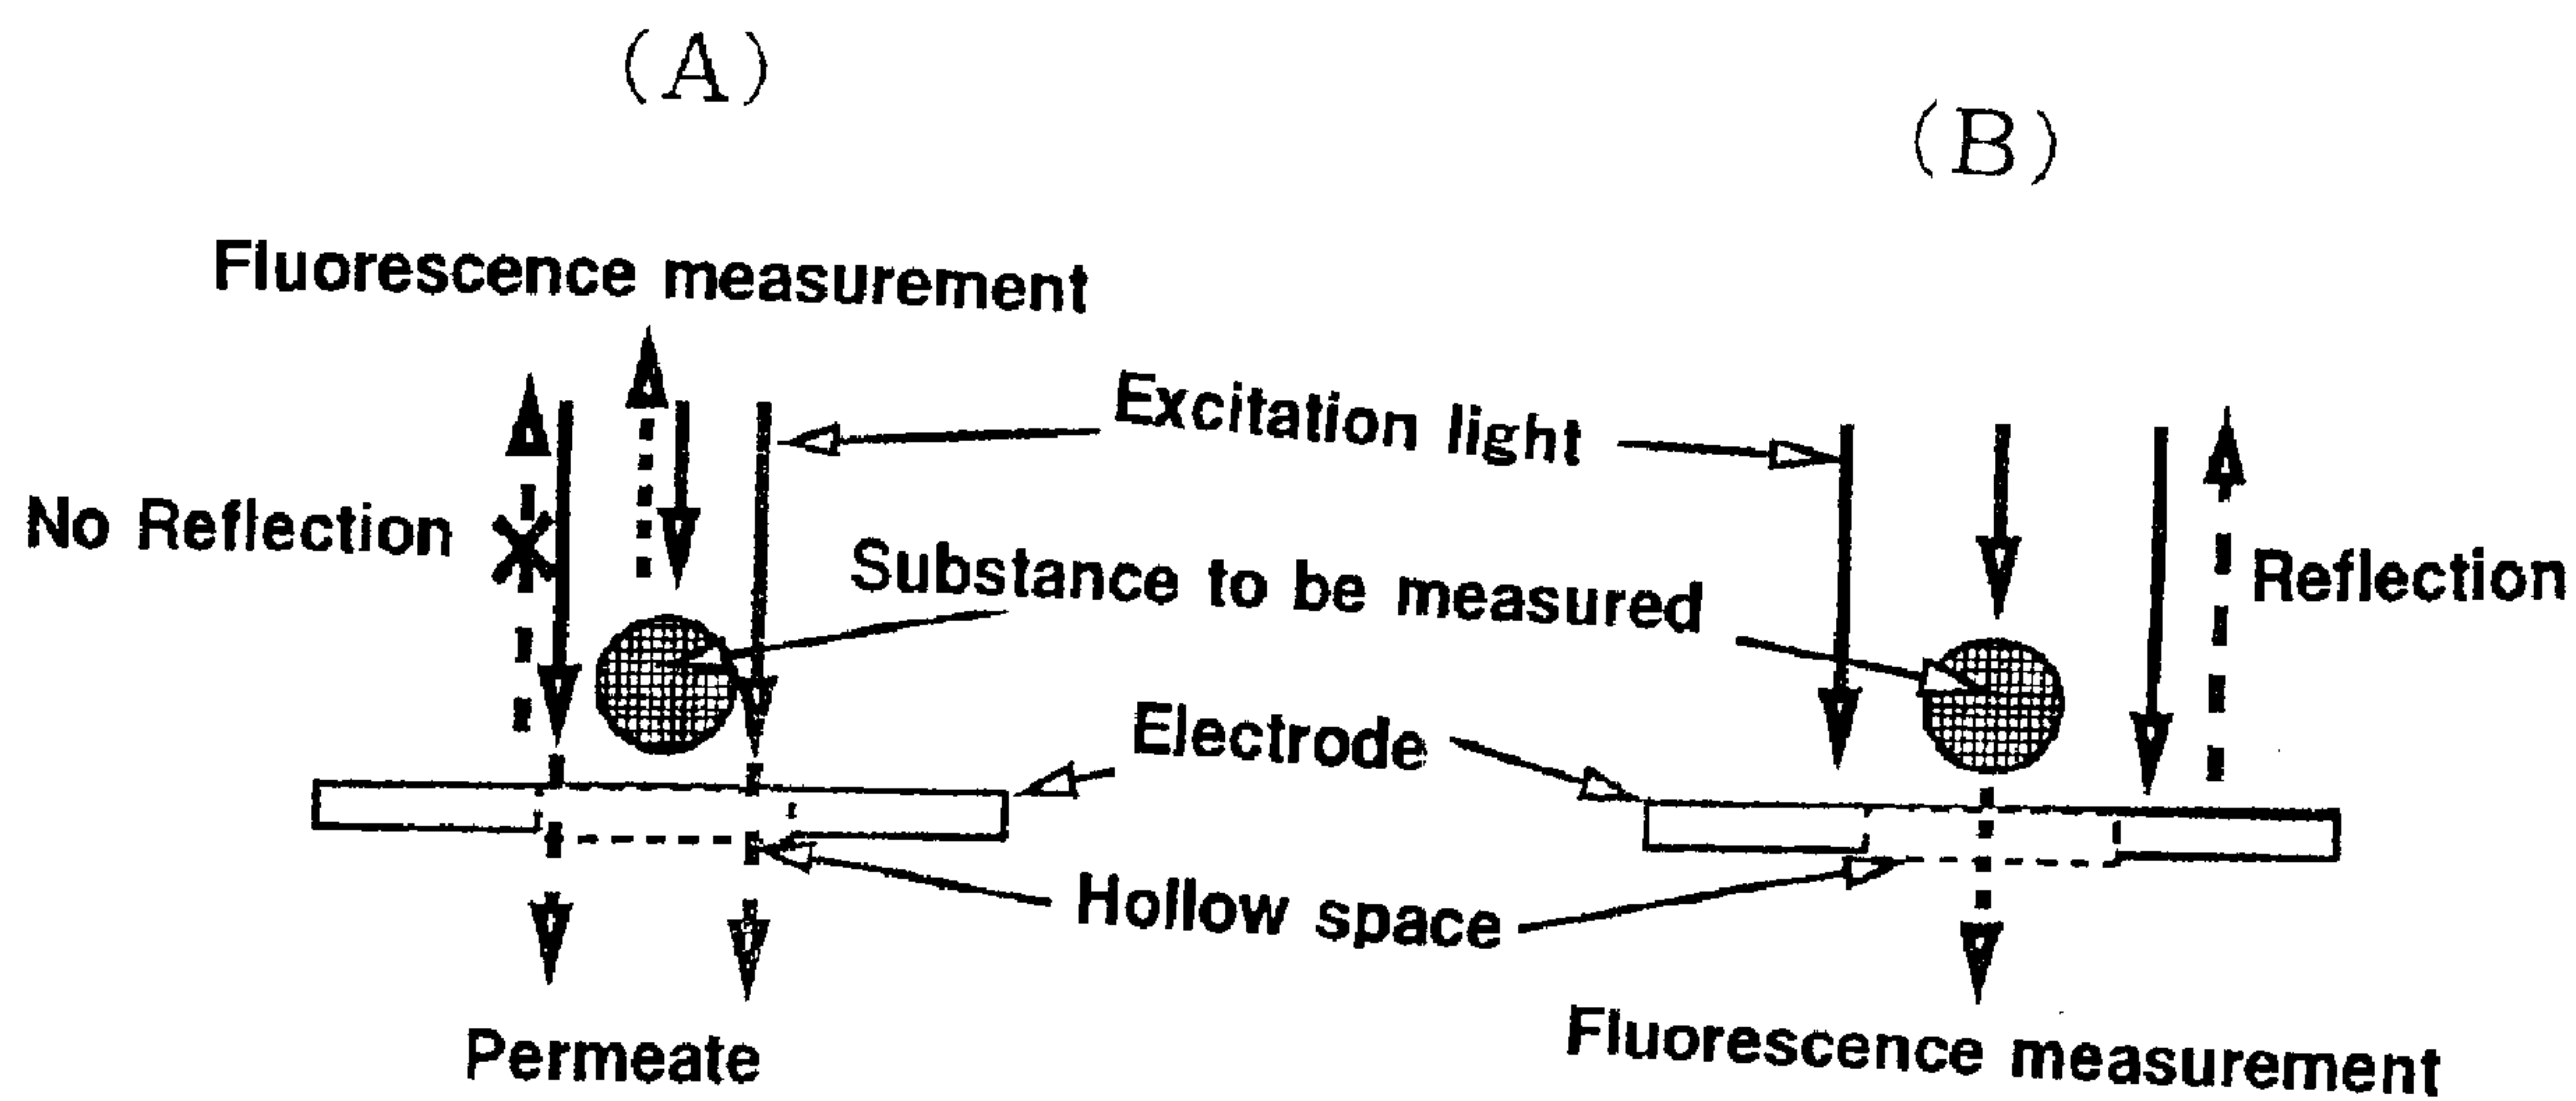 (A)
(B)
Fluorescence measurement
Excitation light
No Reflection
Substance to be measured
Reflection
Electrode
Hollow space
Permeate
Fluorescence measurement